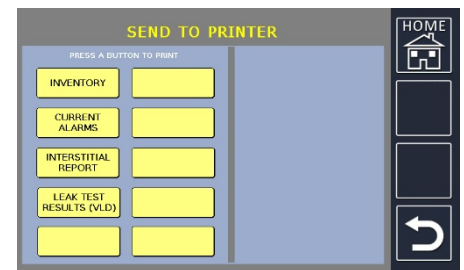 SEND TO PRINTER
HOME
PRESS A BUTTON TO PRINT
INVENTORY
CURRENT
ALARMS
INTERSTITIAL
REPORT
LEAK TEST
RESULTS (VLD)